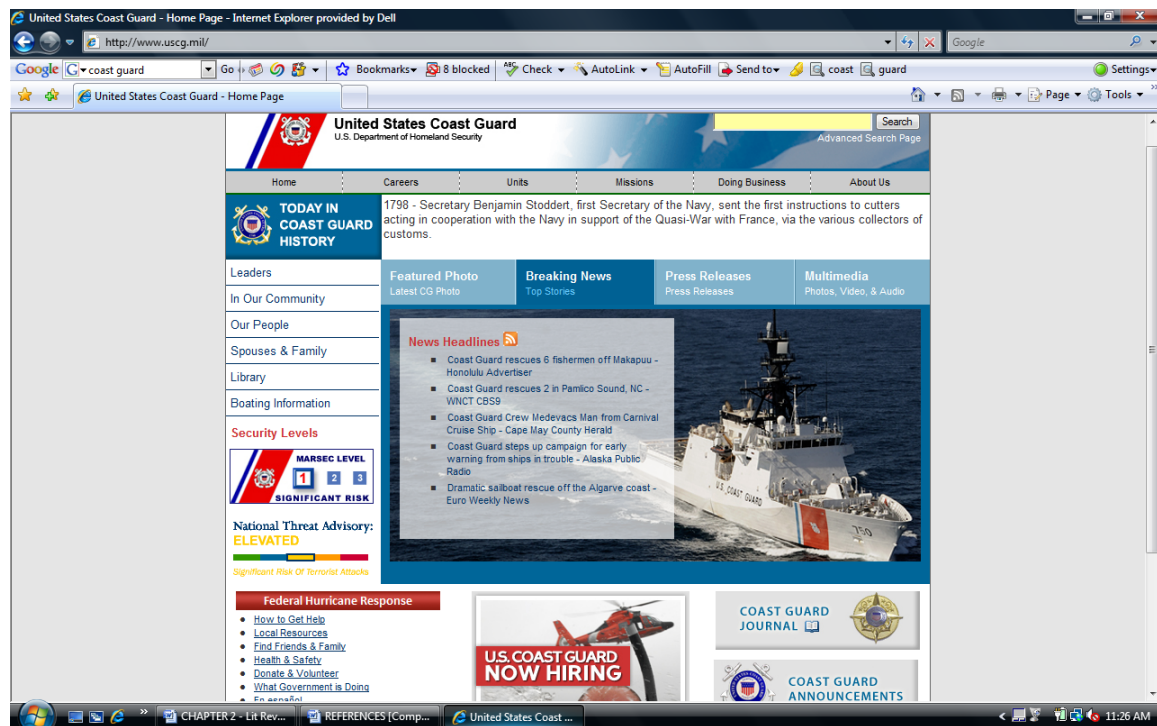 United States Coast Guard - Home Page - Internet Explorer provided by Dell
http://www.uscg.mil/
Google
Google G coast guard Go 8 blocked Bookmarks Check AutoLink AutoFill Send to coast guard Settings
United States Coast Guard - Home Page
Page Tools
United States Coast Guard
U.S. Department of Homeland Security
Search
Advanced Search Page
Home Careers Units Missions Doing Business About Us
TODAY IN
COAST GUARD
HISTORY
1798 - Secretary Benjamin Stoddert, first Secretary of the Navy, sent the first instructions to cutters
acting in cooperation with the Navy in support of the Quasi-War with France, via the various collectors of
customs.
Leaders
In Our Community
Our People
Spouses & Family
Library
Boating Information
Security Levels
MARSEC LEVEL
1 2 3
SIGNIFICANT RISK
National Threat Advisory:
ELEVATED
Significant Risk Of Terrorist Attacks
Featured Photo
Latest CG Photo
Breaking News
Top Stories
Press Releases
Press Releases
Multimedia
Photos, Video, & Audio
News Headlines
Coast Guard rescues 6 fishermen off Makapuu -
Honolulu Advertiser
Coast Guard rescues 2 in Pamlico Sound, NC -
WNCT CBS9
Coast Guard Crew Medevacs Man from Carnival
Cruise Ship - Cape May County Herald
Coast Guard steps up campaign for early
warning from ships in trouble - Alaska Public
Radio
Dramatic sailboat rescue off the Algarve coast -
Euro Weekly News
U.S. COAST GUARD
750
Federal Hurricane Response
How to Get Help
Local Resources
Find Friends & Family
Health & Safety
Donate & Volunteer
What Government is Doing
En español
U.S. COAST GUARD
NOW HIRING
COAST GUARD
JOURNAL
COAST GUARD
ANNOUNCEMENTS
CHAPTER 2 - Lit Rev...
REFERENCES [Comp...
United States Coast ...
11:26 AM